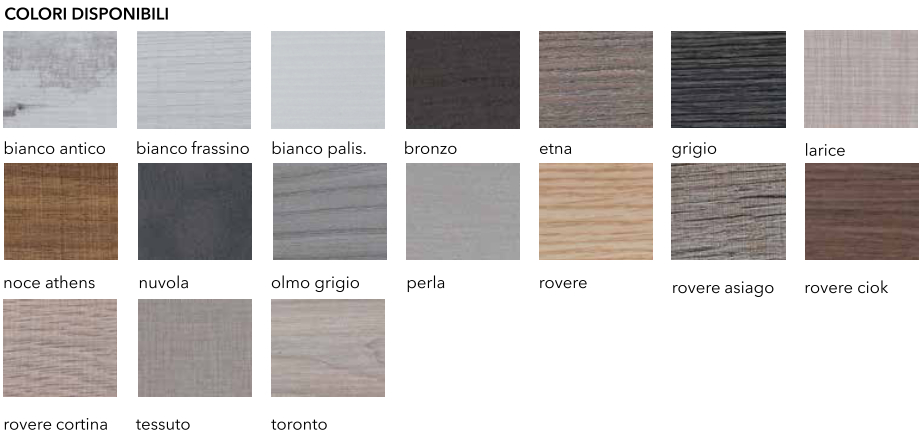 COLORI DISPONIBILI
bianco antico bianco frassino bianco palis. bronzo etna grigio larice
noce athens nuvola olmo grigio perla rovere rovere asiago rovere ciok
rovere cortina tessuto toronto